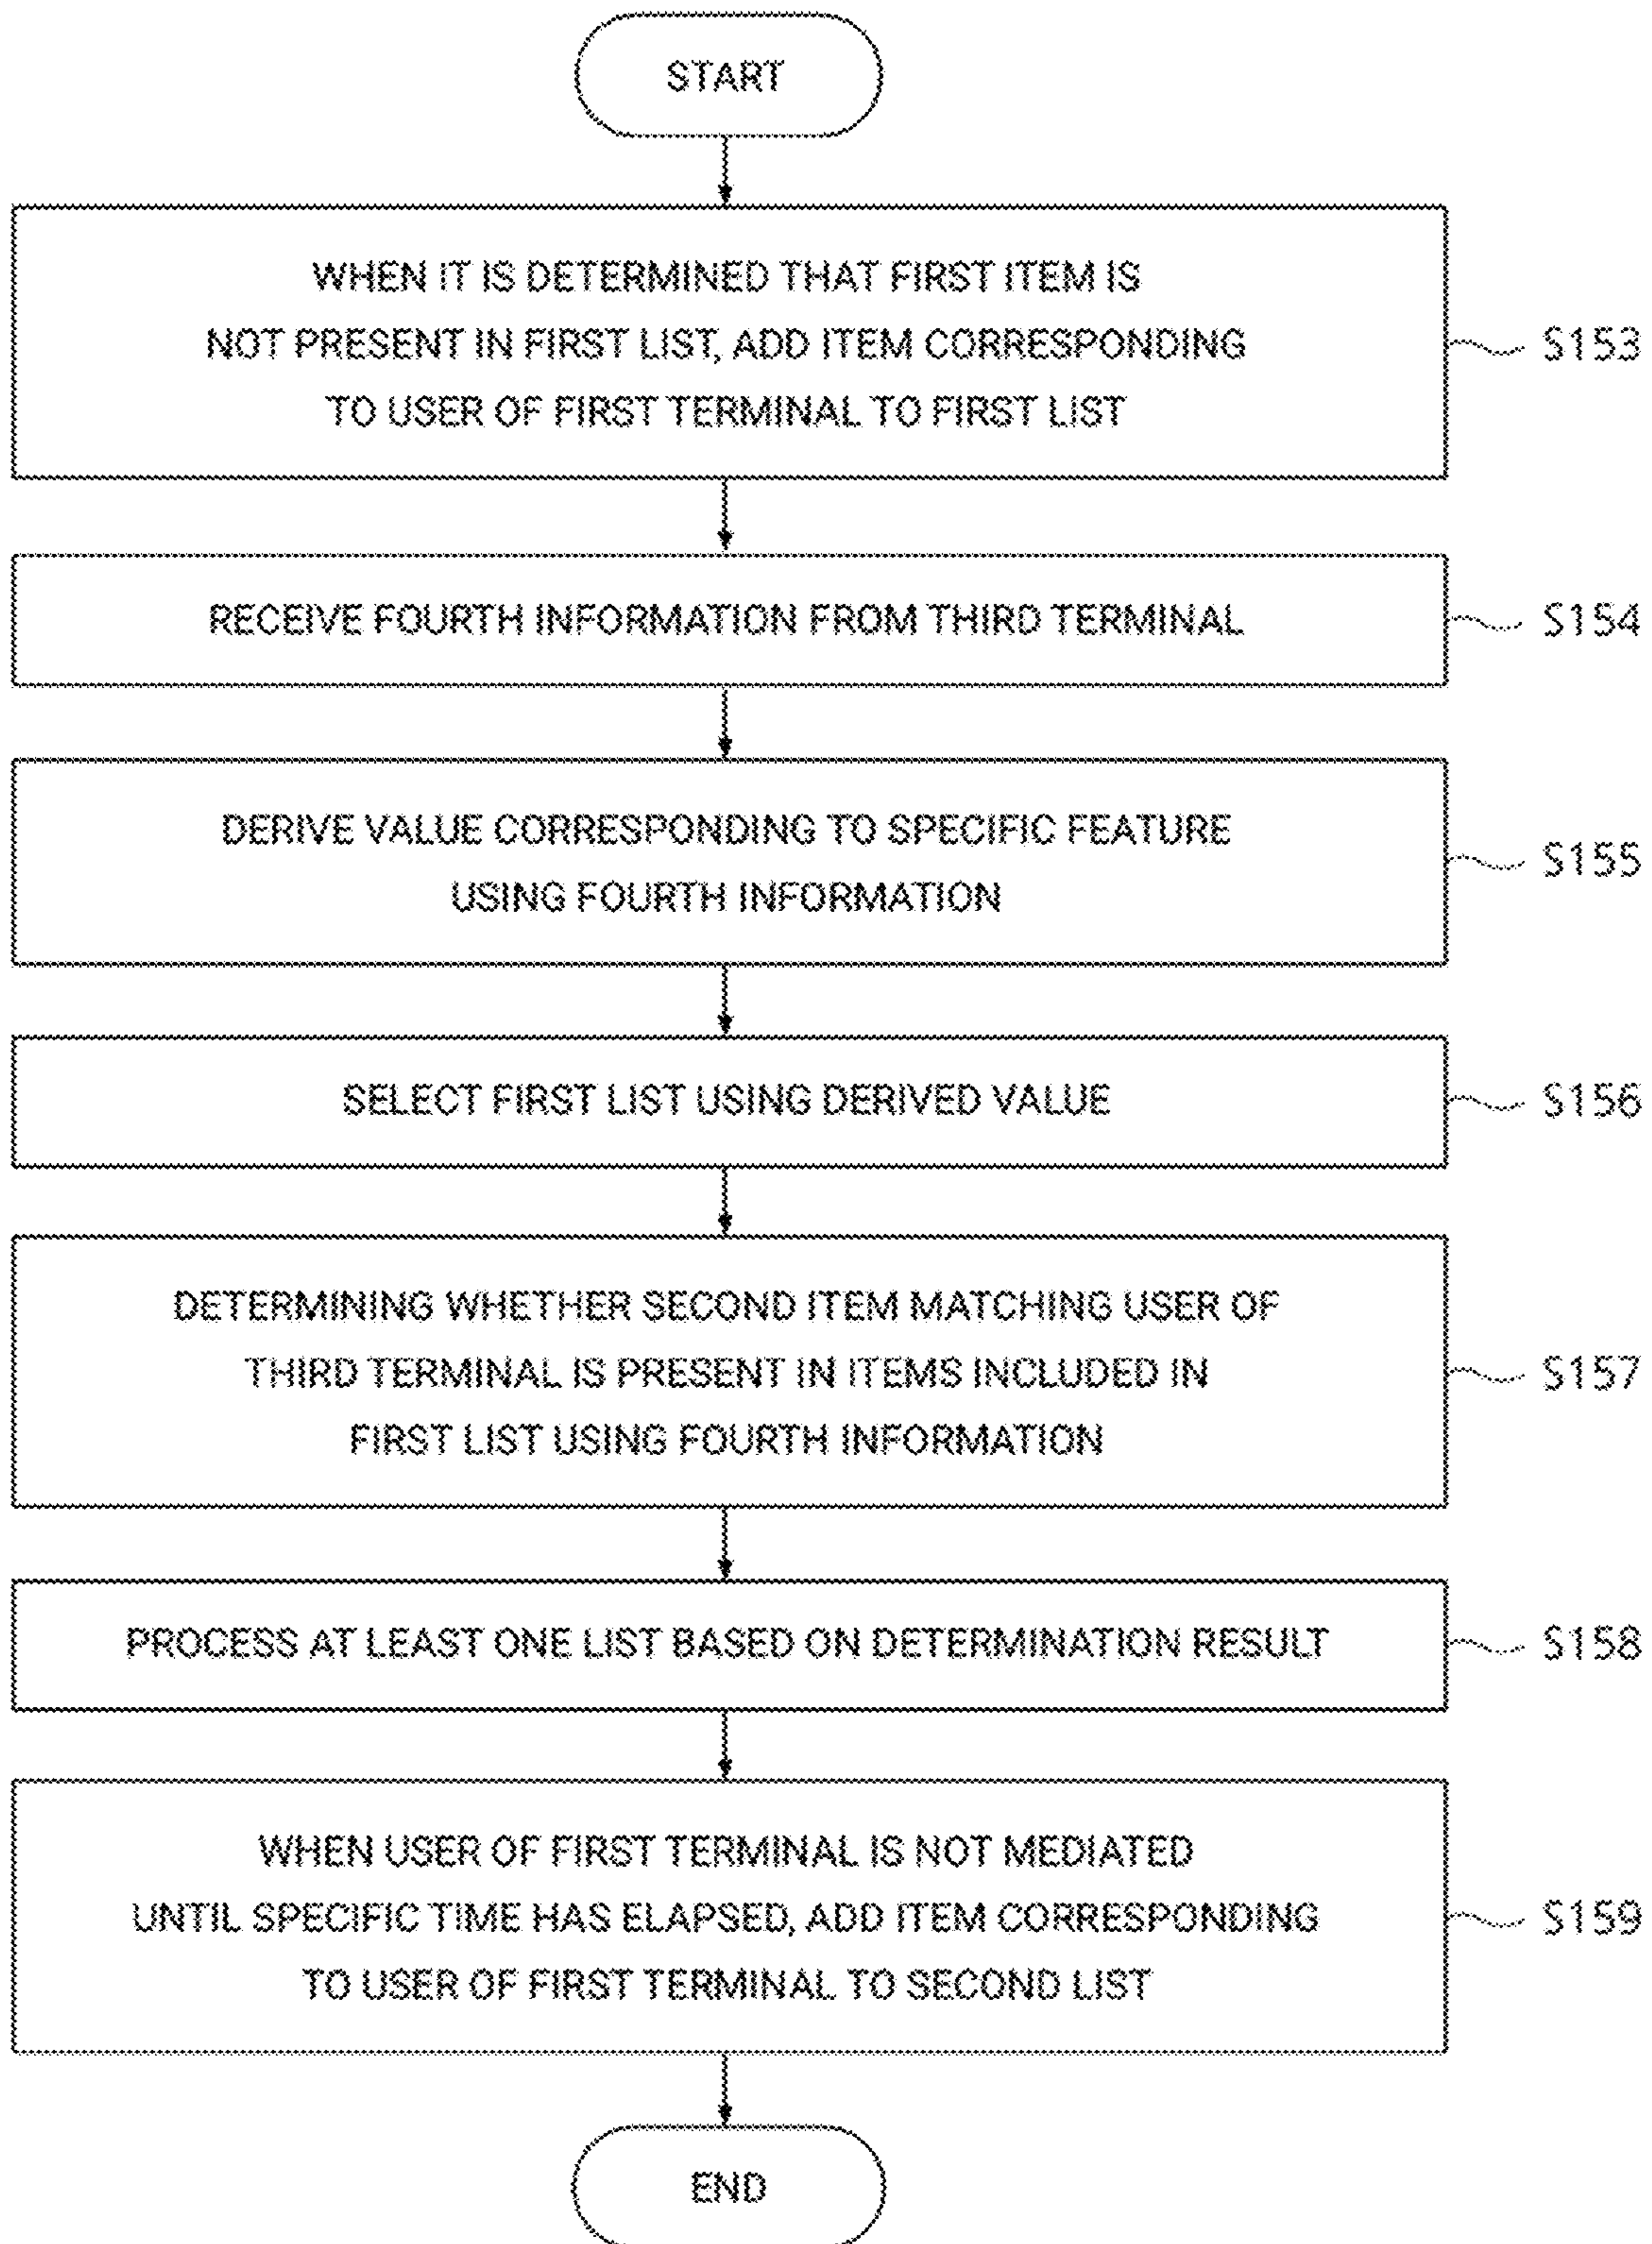 START
WHEN IT IS DETERMINED THAT FIRST ITEM IS
NOT PRESENT IN FIRST LIST, ADD ITEM CORRESPONDING
TO USER OF FIRST TERMINAL TO FIRST LIST
S153
RECEIVE FOURTH INFORMATION FROM THIRD TERMINAL
S154
DERIVE VALUE CORRESPONDING TO SPECIFIC FEATURE
USING FOURTH INFORMATION
S155
SELECT FIRST LIST USING DERIVED VALUE
S156
DETERMINING WHETHER SECOND ITEM MATCHING USER OF
THIRD TERMINAL IS PRESENT IN ITEMS INCLUDED IN
FIRST LIST USING FOURTH INFORMATION
S157
PROCESS AT LEAST ONE LIST BASED ON DETERMINATION RESULT
S158
WHEN USER OF FIRST TERMINAL IS NOT MEDIATED
UNTIL SPECIFIC TIME HAS ELAPSED, ADD ITEM CORRESPONDING
TO USER OF FIRST TERMINAL TO SECOND LIST
S159
END